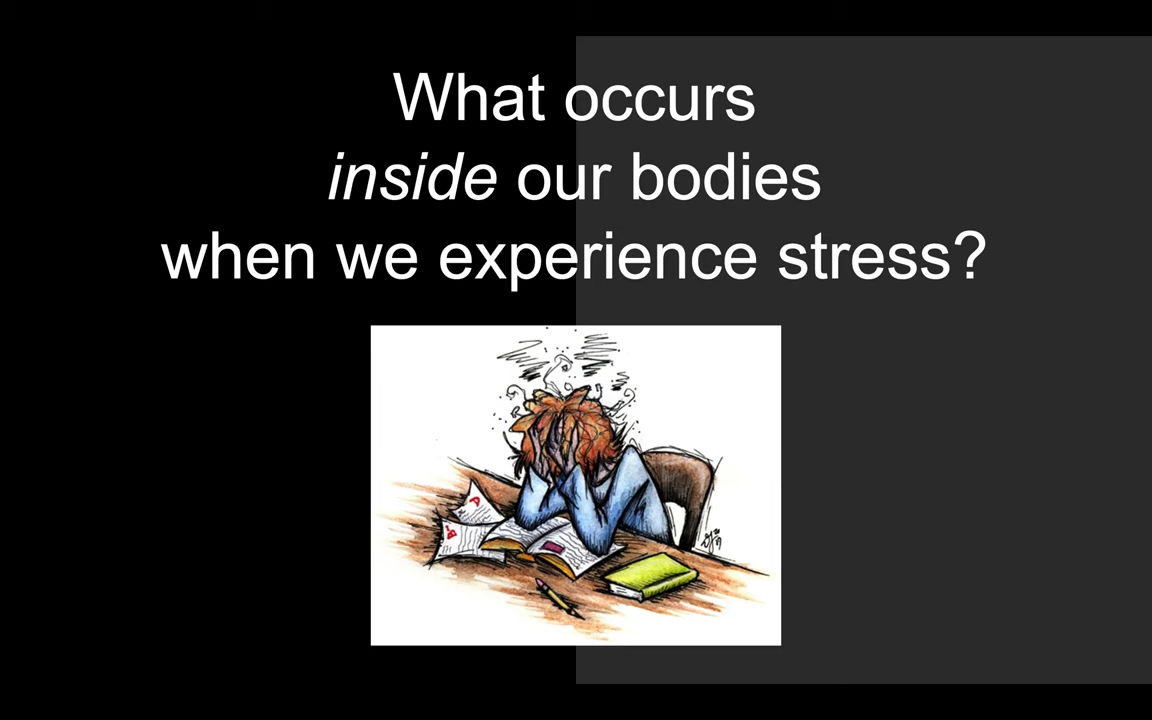 What occurs
inside our bodies
when we experience stress?
A
B-